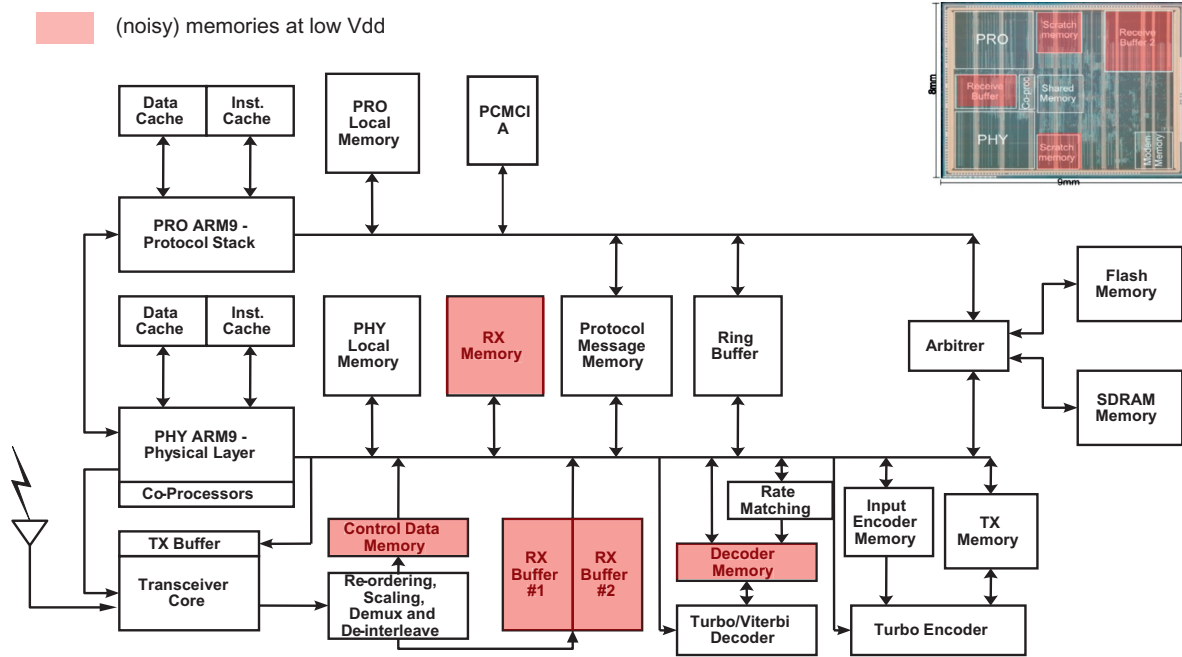 (noisy) memories at low Vdd
PRO
Scratch
memory
Receive
Buffer 2
Receive
Buffer
Co-proc
Shared
Memory
PHY
Scratch
memory
Modem
Memory
8mm
9mm
Data
Cache
Inst.
Cache
PRO
Local
Memory
PCMCI
A
PRO ARM9 -
Protocol Stack
Data
Cache
Inst.
Cache
PHY
Local
Memory
RX
Memory
Protocol
Message
Memory
Ring
Buffer
Arbitrer
Flash
Memory
SDRAM
Memory
PHY ARM9 -
Physical Layer
Co-Processors
TX Buffer
Transceiver
Core
Control Data
Memory
Re-ordering,
Scaling,
Demux and
De-interleave
RX
Buffer
#1
RX
Buffer
#2
Rate
Matching
Decoder
Memory
Turbo/Viterbi
Decoder
Input
Encoder
Memory
TX
Memory
Turbo Encoder